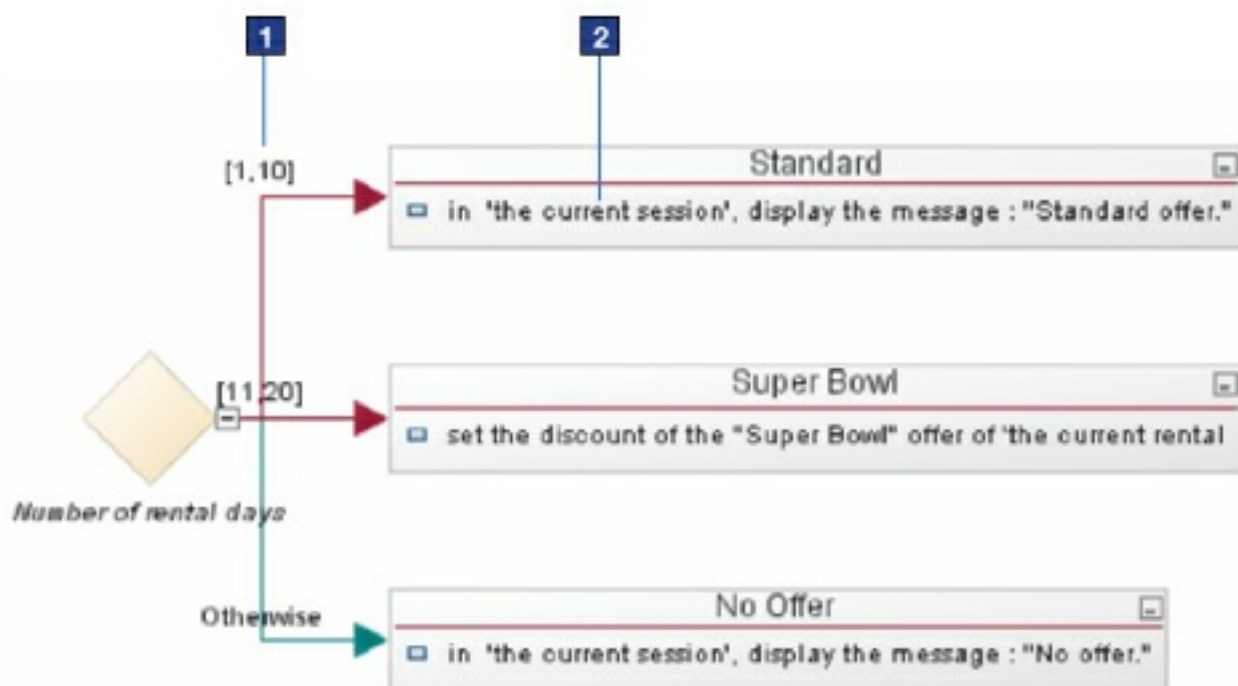 1
2
[1,10]
Standard
in 'the current session', display the message : "Standard offer."
[11,20]
Super Bowl
set the discount of the "Super Bowl" offer of 'the current rental
Number of rental days
Otherwise
No Offer
in 'the current session', display the message : "No offer."